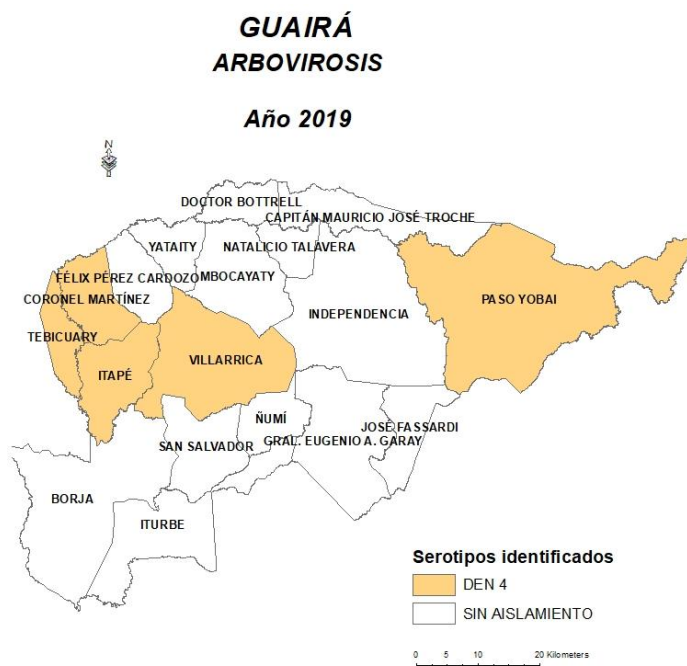 GUAIRÁ
ARBOVIROSIS
Año 2019
N
DOCTOR BOTTRELL
CAPITÁN MAURICIO JOSÉ TROCHE
YATAITY
NATALICIO TALAVERA
FÉLIX PÉREZ CARDOZO
MBOCAYATY
CORONEL MARTÍNEZ
PASO YOBAI
INDEPENDENCIA
TEBICUARY
VILLARRICA
ITAPÉ
ÑUMÍ
JOSÉ FASSARDI
SAN SALVADOR
GRAL. EUGENIO A. GARAY
BORJA
ITURBE
Serotipos identificados
DEN 4
SIN AISLAMIENTO
0 5 10 20 Kilometers